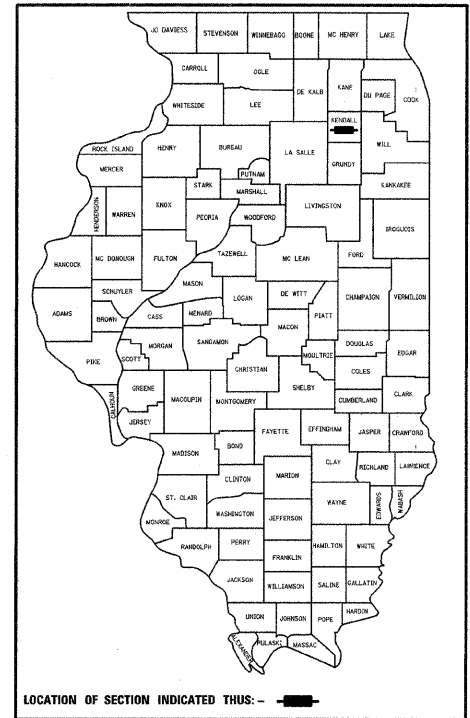 JO DAVIESS STEVENSON WINNEBAGO BOONE MC HENRY LAKE
CARROLL OGLE
DE KALB KANE DU PAGE COOK
WHITESIDE LEE
KENDALL
ROCK ISLAND HENRY BUREAU LA SALLE WILL
MERCER PUTNAM GRUNDY
STARK MARSHALL KANKAKEE
HENDERSON WARREN KNOX PEORIA WOODFORD LIVINGSTON
IROQUOIS
HANCOCK MC DONOUGH FULTON TAZEWELL MC LEAN FORD
SCHUYLER MASON DE WITT CHAMPAIGN VERMILION
ADAMS BROWN CASS MENARD LOGAN MACON PIATT
PIKE SCOTT MORGAN SANGAMON CHRISTIAN MOULTRIE DOUGLAS EDGAR
COLES
CALHOUN GREENE MACOUPIN MONTGOMERY SHELBY CUMBERLAND CLARK
JERSEY FAYETTE EFFINGHAM JASPER CRAWFORD
MADISON BOND CLAY
CLINTON MARION RICHLAND LAWRENCE
ST. CLAIR WASHINGTON WAYNE EDWARDS WABASH
MONROE JEFFERSON
RANDOLPH PERRY HAMILTON WHITE
FRANKLIN
JACKSON WILLIAMSON SALINE GALLATIN
UNION JOHNSON POPE HARDIN
ALEXANDER PULASKI MASSAC
LOCATION OF SECTION INDICATED THUS:-